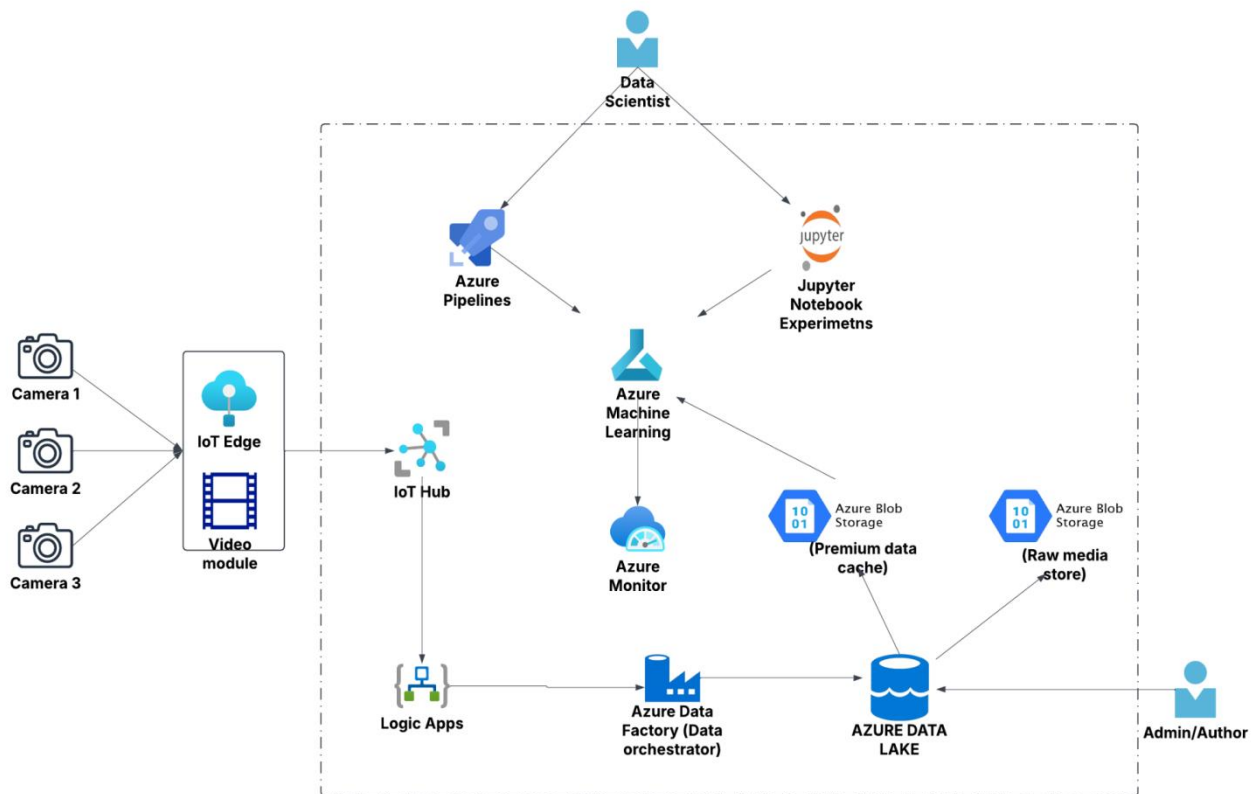 Data
Scientist
Azure
Pipelines
jupyter
Jupyter
Notebook
Experimetns
Camera 1
Camera 2
Camera 3
IoT Edge
Video
module
IoT Hub
Azure
Machine
Learning
Azure
Monitor
10
01
Azure Blob
Storage
(Premium data
cache)
10
01
Azure Blob
Storage
(Raw media
store)
Logic Apps
Azure Data
Factory (Data
orchestrator)
AZURE DATA
LAKE
Admin/Author